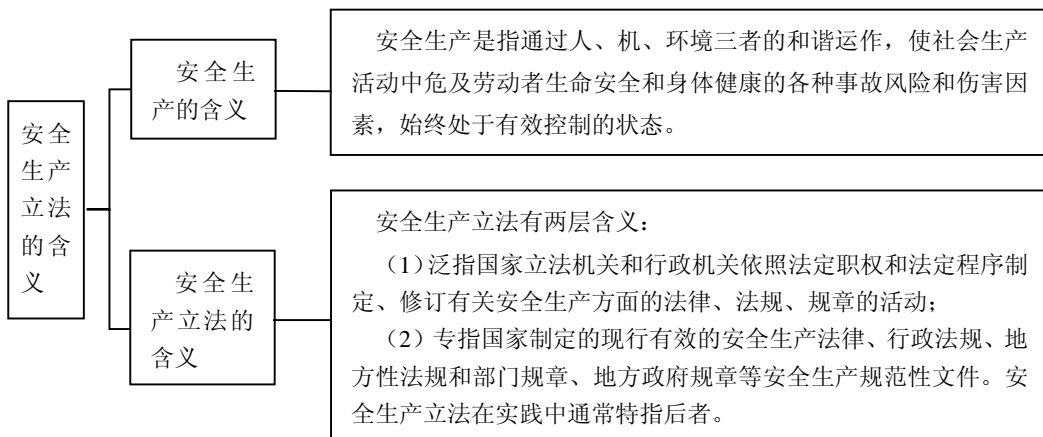 安全
生产
立法
的含
义
安全生
产的含义
安全生产是指通过人、机、环境三者的和谐运作，使社会生产
活动中危及劳动者生命安全和身体健康的各种事故风险和伤害因
素，始终处于有效控制的状态。
安全生
产立法的
含义
安全生产立法有两层含义：
（1）泛指国家立法机关和行政机关依照法定职权和法定程序制
定、修订有关安全生产方面的法律、法规、规章的活动；
（2）专指国家制定的现行有效的安全生产法律、行政法规、地
方性法规和部门规章、地方政府规章等安全生产规范性文件。安
全生产立法在实践中通常特指后者。